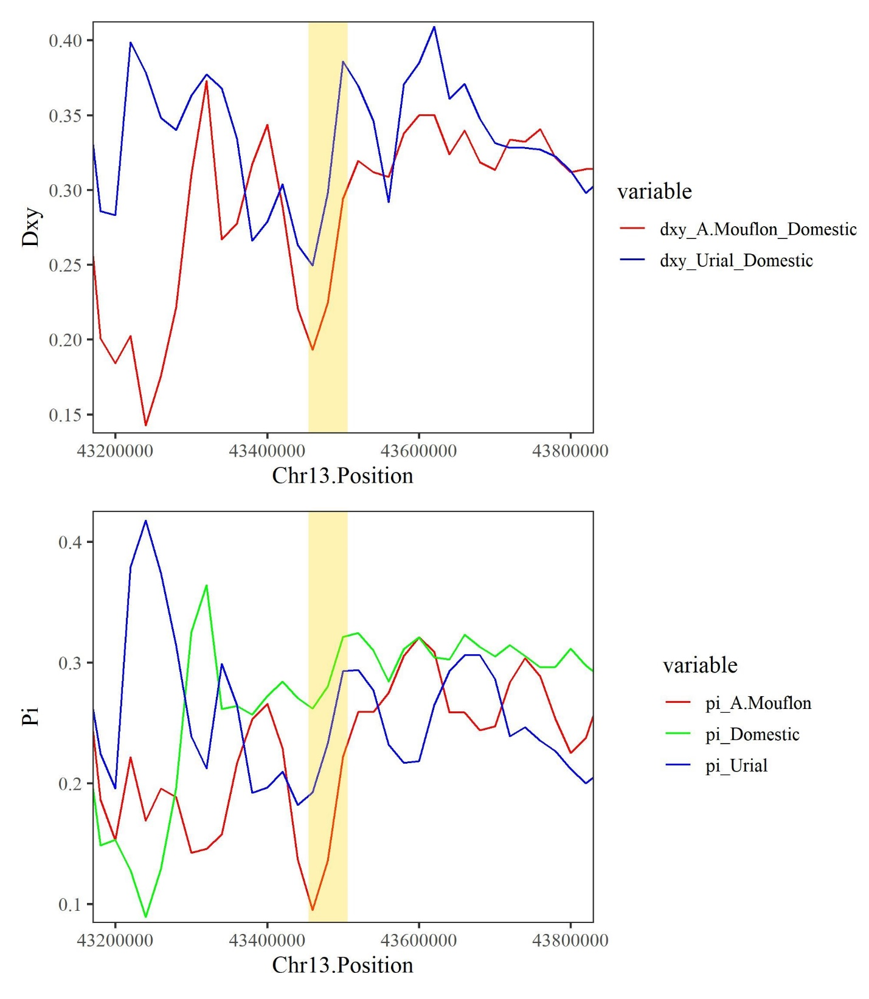 0.40
0.35
0.30
0.25
0.20
0.15
Dxy
43200000 43400000 43600000 43800000
Chr13.Position
variable
dxy_A.Mouflon_Domestic
dxy_Urial_Domestic
0.4
0.3
0.2
0.1
Pi
43200000 43400000 43600000 43800000
Chr13.Position
variable
pi_A.Mouflon
pi_Domestic
pi_Urial